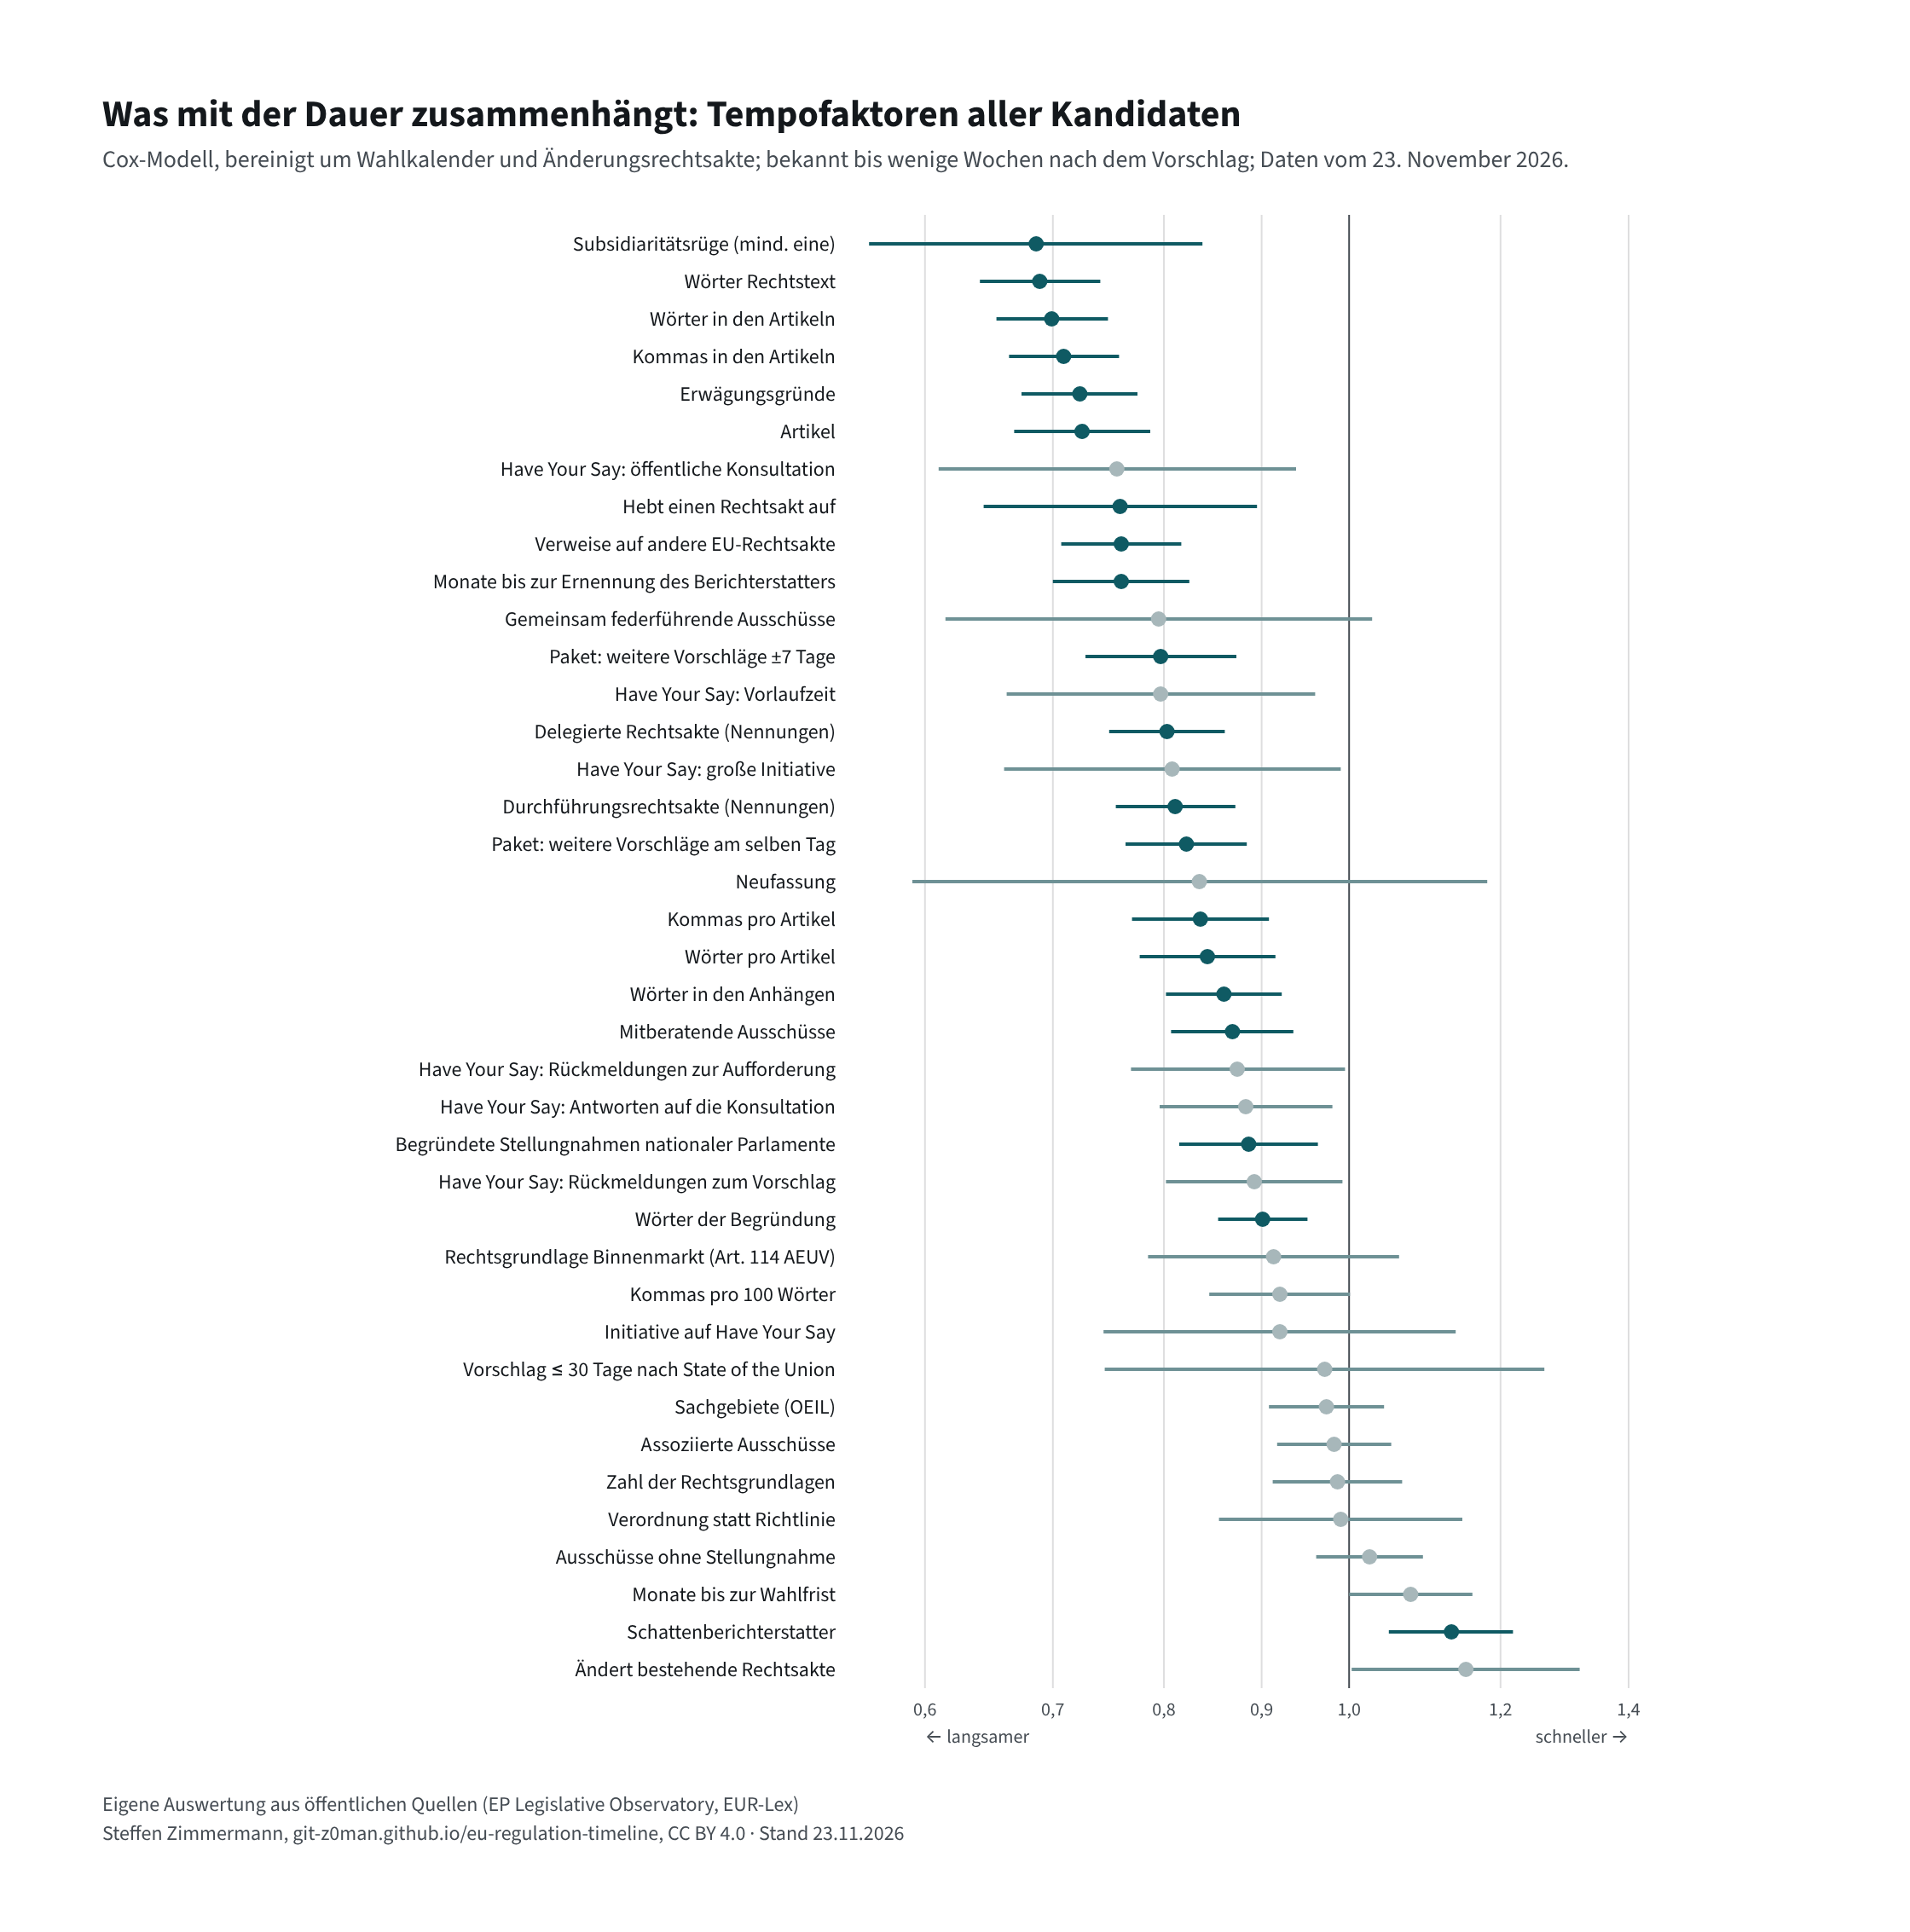 Was mit der Dauer zusammenhängt: Tempofaktoren aller Kandidaten
Cox-Modell, bereinigt um Wahlkalender und Änderungsrechtsakte; bekannt bis wenige Wochen nach dem Vorschlag; Daten vom 23. November 2026.
Subsidiaritätsrüge (mind. eine)
Wörter Rechtstext
Wörter in den Artikeln
Kommas in den Artikeln
Erwägungsgründe
Artikel
Have Your Say: öffentliche Konsultation
Hebt einen Rechtsakt auf
Verweise auf andere EU-Rechtsakte
Monate bis zur Ernennung des Berichterstatters
Gemeinsam federführende Ausschüsse
Paket: weitere Vorschläge ±7 Tage
Have Your Say: Vorlaufzeit
Delegierte Rechtsakte (Nennungen)
Have Your Say: große Initiative
Durchführungsrechtsakte (Nennungen)
Paket: weitere Vorschläge am selben Tag
Neufassung
Kommas pro Artikel
Wörter pro Artikel
Wörter in den Anhängen
Mitberatende Ausschüsse
Have Your Say: Rückmeldungen zur Aufforderung
Have Your Say: Antworten auf die Konsultation
Begründete Stellungnahmen nationaler Parlamente
Have Your Say: Rückmeldungen zum Vorschlag
Wörter der Begründung
Rechtsgrundlage Binnenmarkt (Art. 114 AEUV)
Kommas pro 100 Wörter
Initiative auf Have Your Say
Vorschlag ≤ 30 Tage nach State of the Union
Sachgebiete (OEIL)
Assoziierte Ausschüsse
Zahl der Rechtsgrundlagen
Verordnung statt Richtlinie
Ausschüsse ohne Stellungnahme
Monate bis zur Wahlfrist
Schattenberichterstatter
Ändert bestehende Rechtsakte
0,6 0,7 0,8 0,9 1,0 1,2 1,4
← langsamer schneller →
Eigene Auswertung aus öffentlichen Quellen (EP Legislative Observatory, EUR-Lex)
Steffen Zimmermann, git-z0man.github.io/eu-regulation-timeline, CC BY 4.0 · Stand 23.11.2026